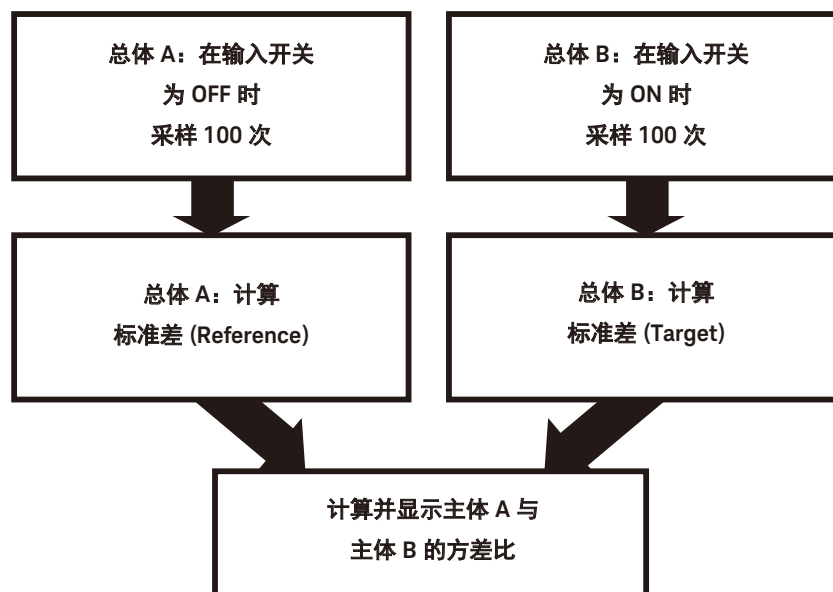 总体 A：在输入开关
为 OFF 时
采样 100 次
总体 B：在输入开关
为 ON 时
采样 100 次
总体 A：计算
标准差 (Reference)
总体 B：计算
标准差 (Target)
计算并显示主体 A 与
主体 B 的方差比